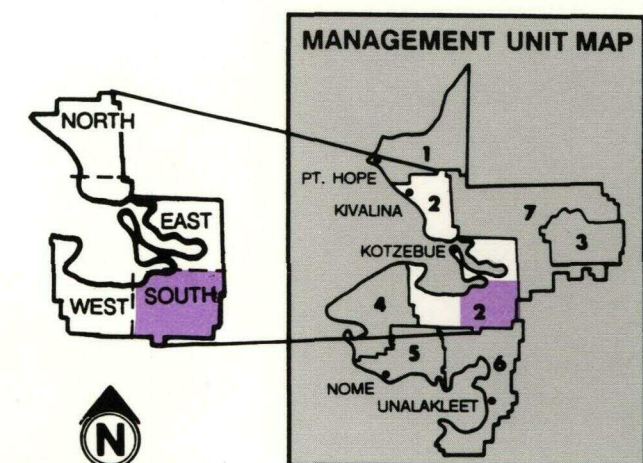 MANAGEMENT UNIT MAP
NORTH
EAST
WEST
SOUTH
N
1
PT. HOPE
2
KIVALINA
7
3
KOTZEBUE
4
2
5
6
NOME
UNALAKLEET